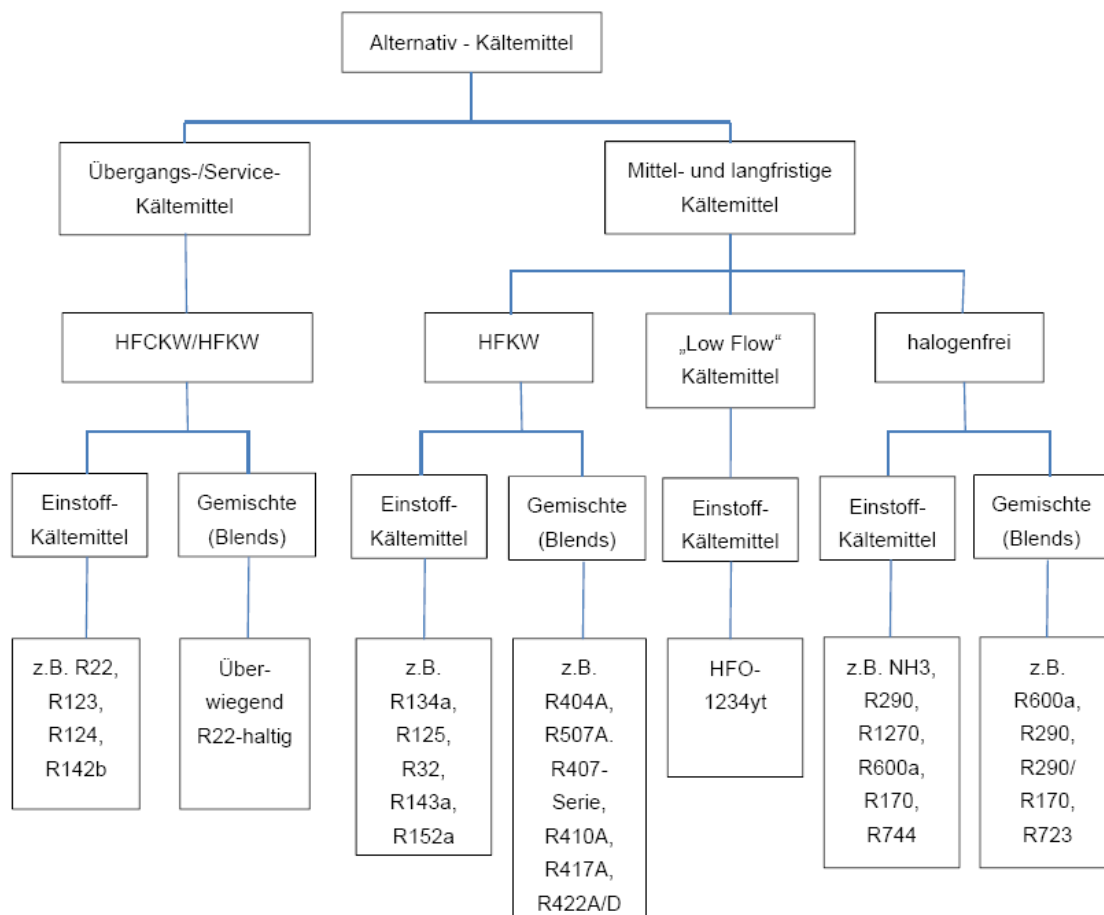 Alternativ - Kältemittel
Übergangs-/Service-
Kältemittel
Mittel- und langfristige
Kältemittel
HFCKW/HFKW
HFKW
„Low Flow“
Kältemittel
halogenfrei
Einstoff-
Kältemittel
Gemischte
(Blends)
Einstoff-
Kältemittel
Gemischte
(Blends)
Einstoff-
Kältemittel
Einstoff-
Kältemittel
Gemischte
(Blends)
z.B. R22,
R123,
R124,
R142b
Über-
wiegend
R22-haltig
z.B.
R134a,
R125,
R32,
R143a,
R152a
z.B.
R404A,
R507A.
R407-
Serie,
R410A,
R417A,
R422A/D
HFO-
1234yt
z.B. NH3,
R290,
R1270,
R600a,
R170,
R744
z.B.
R600a,
R290,
R290/
R170,
R723